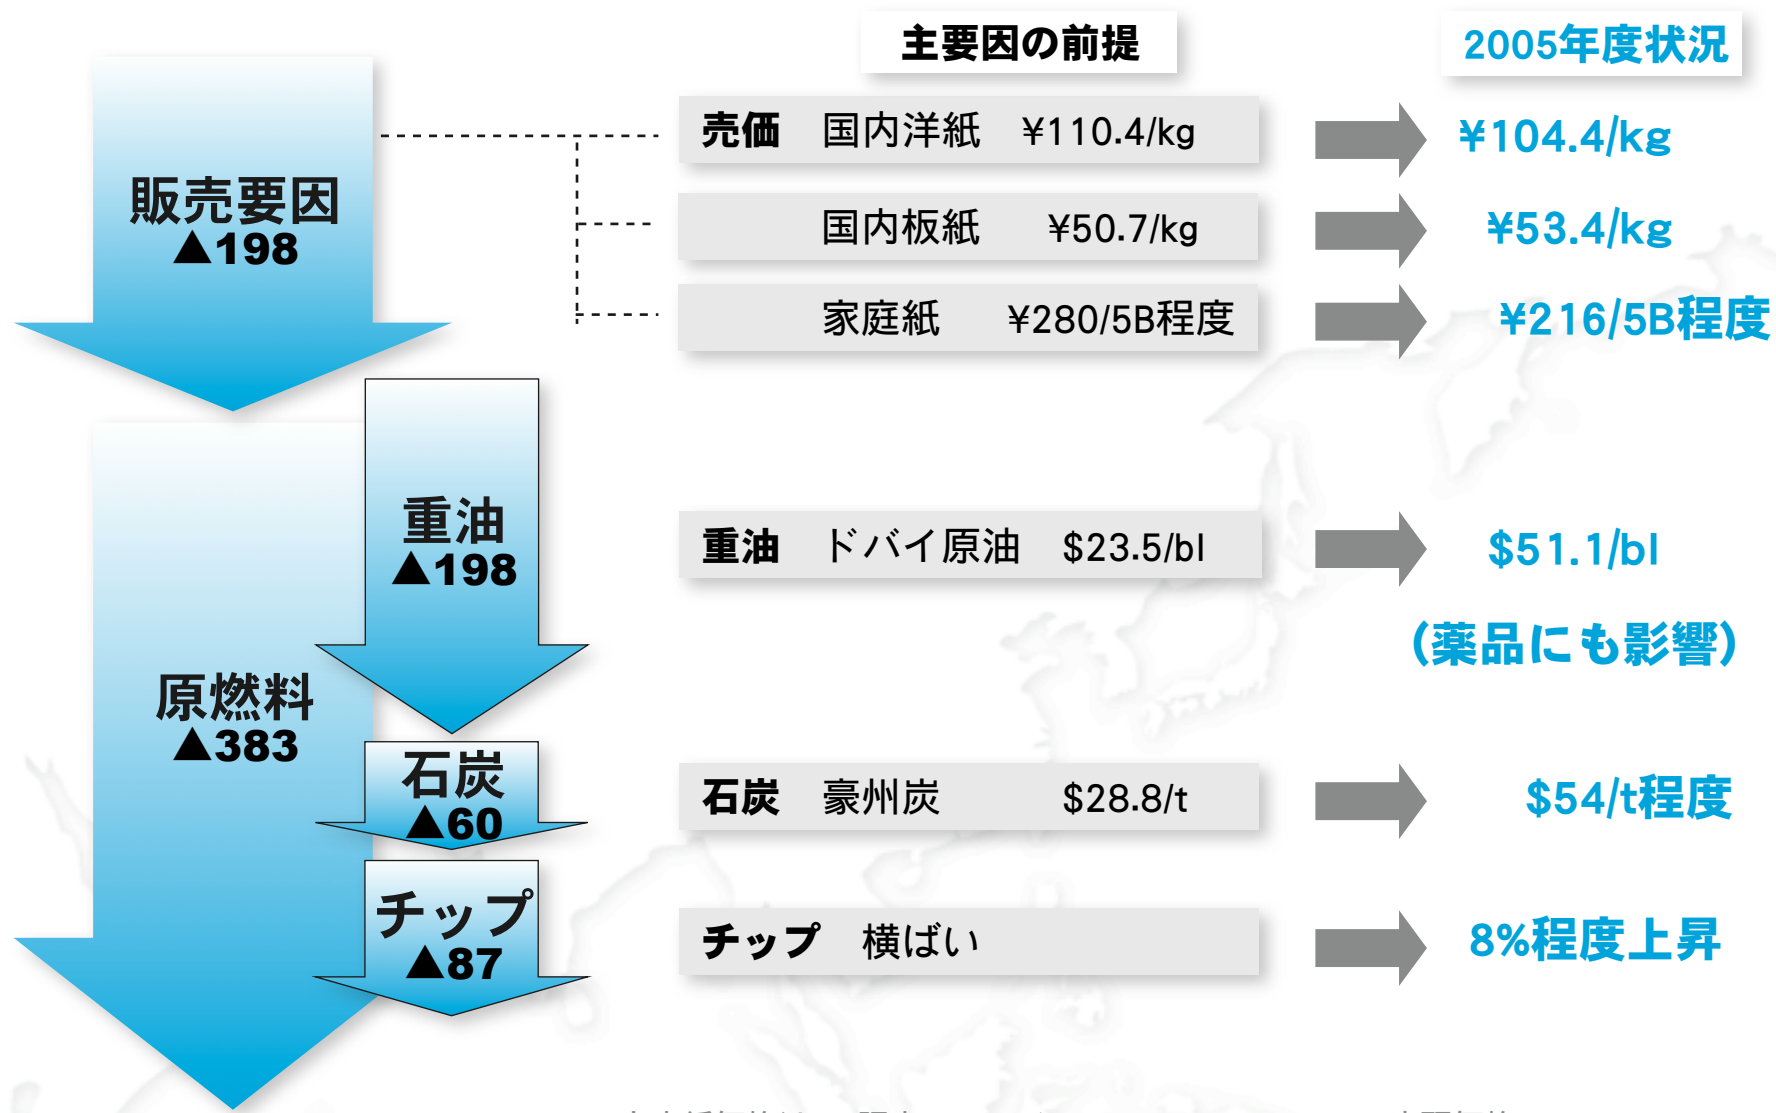 主要因の前提
2005年度状況
販売要因
▲198
売価 国内洋紙 ¥110.4/kg
¥104.4/kg
国内板紙 ¥50.7/kg
¥53.4/kg
家庭紙 ¥280/5B程度
¥216/5B程度
原燃料
▲383
重油
▲198
重油 ドバイ原油 $23.5/bl
$51.1/bl
(薬品にも影響)
石炭
▲60
石炭 豪州炭 $28.8/t
$54/t程度
チップ
▲87
チップ 横ばい
8%程度上昇